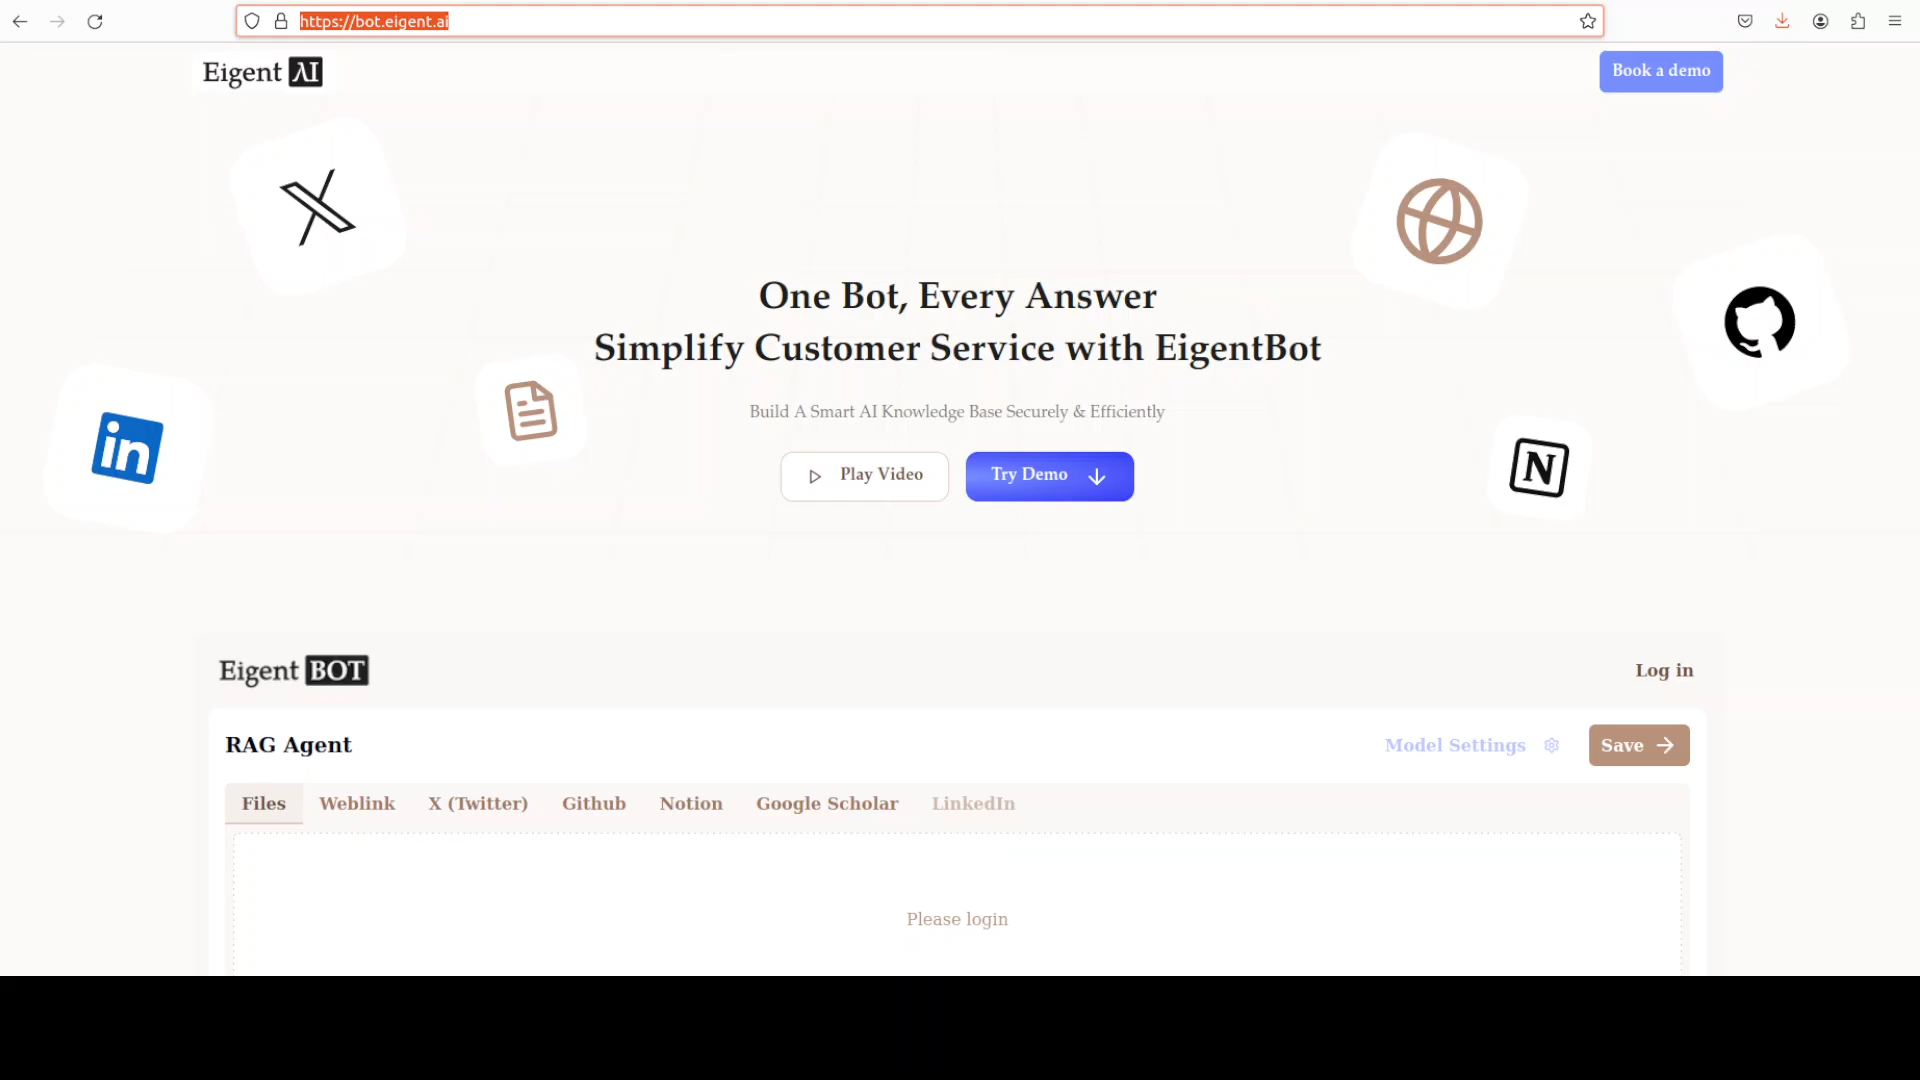 https://bot.eigent.ai
Eigent AI
Book a demo
One Bot, Every Answer
Simplify Customer Service with EigentBot
Build A Smart AI Knowledge Base Securely & Efficiently
Play Video
Try Demo
in
N
Eigent BOT
Log in
RAG Agent
Model Settings
Save
Files
Weblink
X (Twitter)
Github
Notion
Google Scholar
LinkedIn
Please login